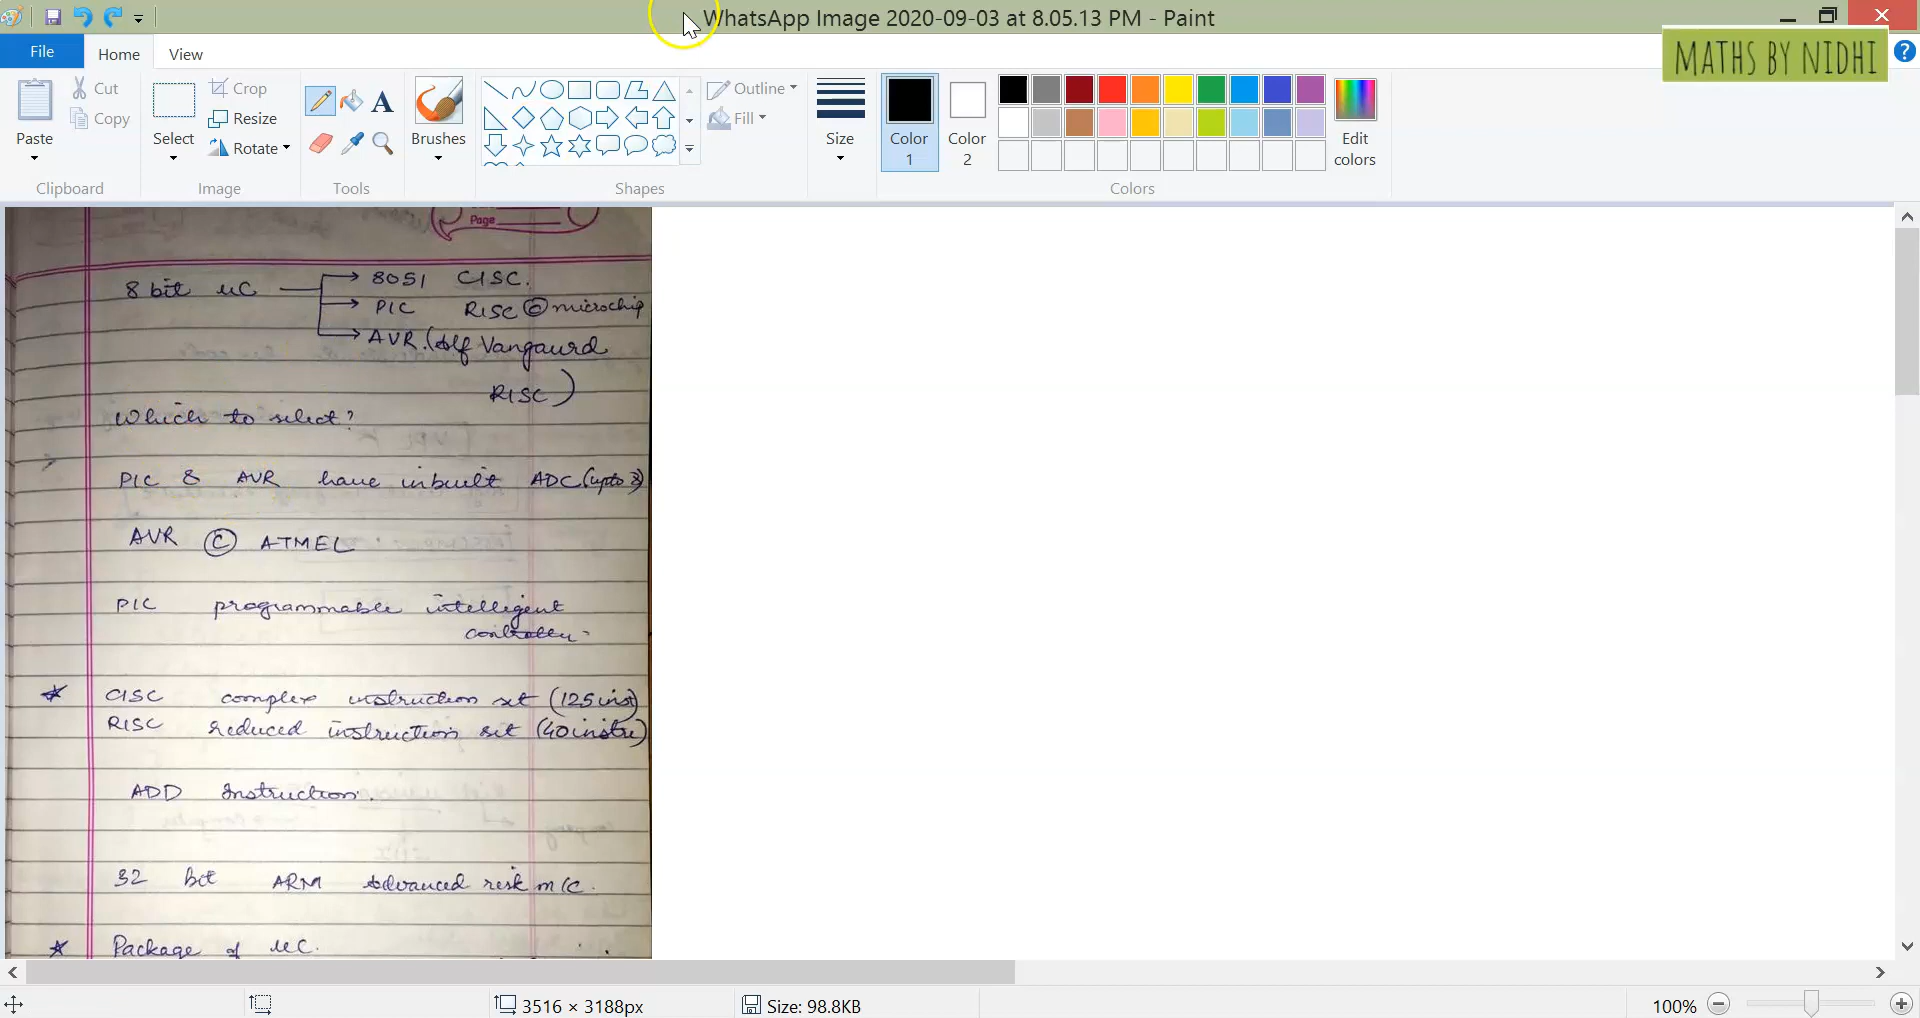 WhatsApp Image 2020-09-03 at 8.05.13 PM - Paint
MATHS BY NIDHI
File Home View
Cut
Copy
Paste
Clipboard
Crop
Resize
Rotate
Select
Image
Tools
Brushes
Shapes
Outline
Fill
Size
Color 1
Color 2
Edit colors
Colors
Page
8 bit uC
8051 CISC.
PIC RISC © microchip
AVR. (Alf Vangaurd
RISC)
Which to select?
PIC & AVR have inbuilt ADC (upto 8)
AVR © ATMEL
PIC programmable intelligent
controller
CISC complex instruction set (125 inst)
RISC reduced instruction set (40 instru)
ADD Instruction.
32 bit ARM Advanced risk m/c.
Package of uC.
3516 × 3188px
Size: 98.8KB
100%